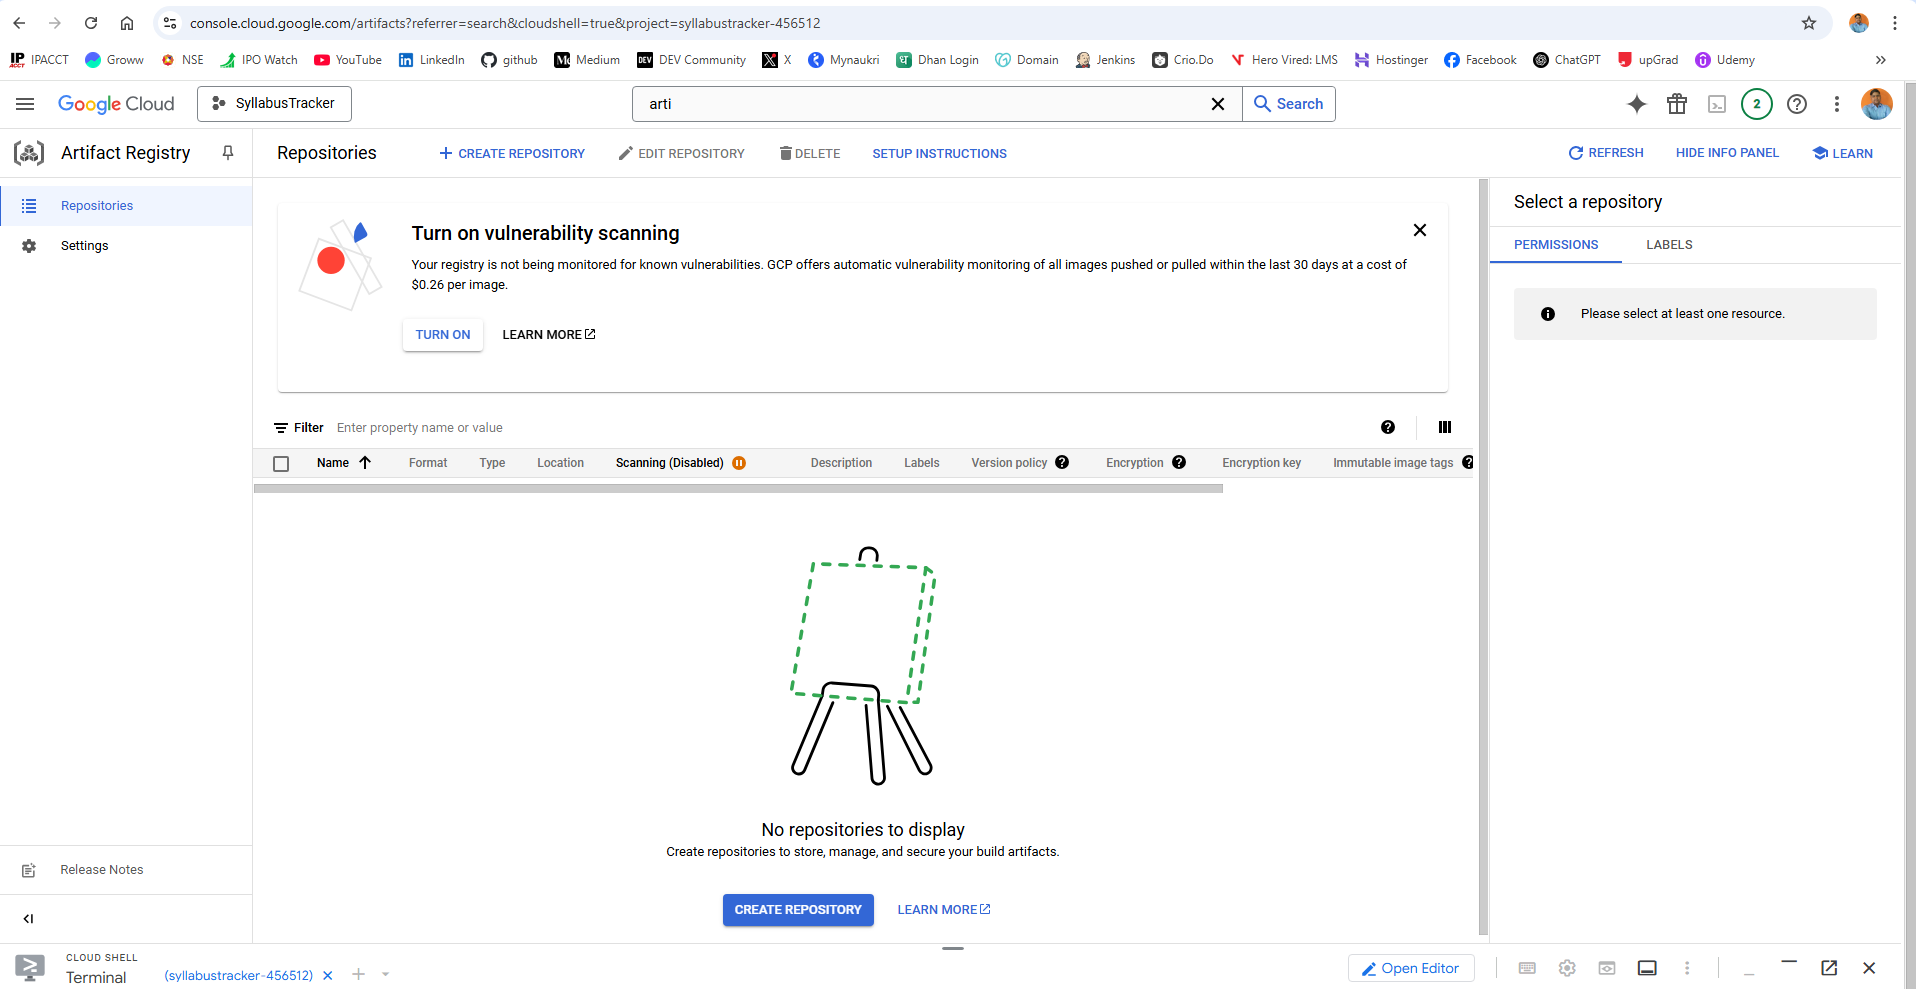 console.cloud.google.com/artifacts?referrer=search&cloudshell=true&project=syllabustracker-456512
IPACCT Groww NSE IPO Watch YouTube LinkedIn github Medium DEV Community X Mynaukri Dhan Login Domain Jenkins Crio.Do Hero Vired: LMS Hostinger Facebook ChatGPT upGrad Udemy
Google Cloud SyllabusTracker arti Search 2
Artifact Registry Repositories CREATE REPOSITORY EDIT REPOSITORY DELETE SETUP INSTRUCTIONS REFRESH HIDE INFO PANEL LEARN
Repositories
Settings
Release Notes
Turn on vulnerability scanning
Your registry is not being monitored for known vulnerabilities. GCP offers automatic vulnerability monitoring of all images pushed or pulled within the last 30 days at a cost of
$0.26 per image.
TURN ON LEARN MORE
Filter Enter property name or value
Name Format Type Location Scanning (Disabled) Description Labels Version policy Encryption Encryption key Immutable image tags
No repositories to display
Create repositories to store, manage, and secure your build artifacts.
CREATE REPOSITORY LEARN MORE
Select a repository
PERMISSIONS LABELS
Please select at least one resource.
CLOUD SHELL
Terminal (syllabustracker-456512) Open Editor